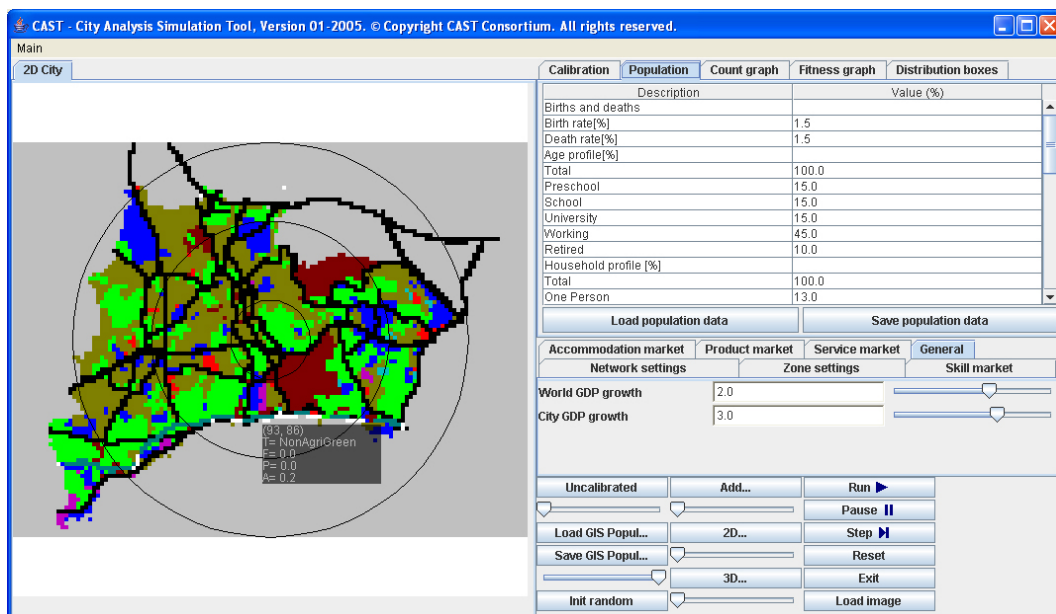 CAST - City Analysis Simulation Tool, Version 01-2005. © Copyright CAST Consortium. All rights reserved.
Main
2D City
Calibration Population Count graph Fitness graph Distribution boxes
Description Value (%)
Births and deaths
Birth rate[%] 1.5
Death rate[%] 1.5
Age profile[%]
Total 100.0
Preschool 15.0
School 15.0
University 15.0
Working 45.0
Retired 10.0
Household profile [%]
Total 100.0
One Person 13.0
Load population data Save population data
Accommodation market Product market Service market General
Network settings Zone settings Skill market
World GDP growth 2.0
City GDP growth 3.0
(93, 86)
T= NonAgriGreen
F= 0.0
P= 0.0
A= 0.2
Uncalibrated Add... Run
Pause
Load GIS Popul... 2D... Step
Save GIS Popul... Reset
3D... Exit
Init random Load image